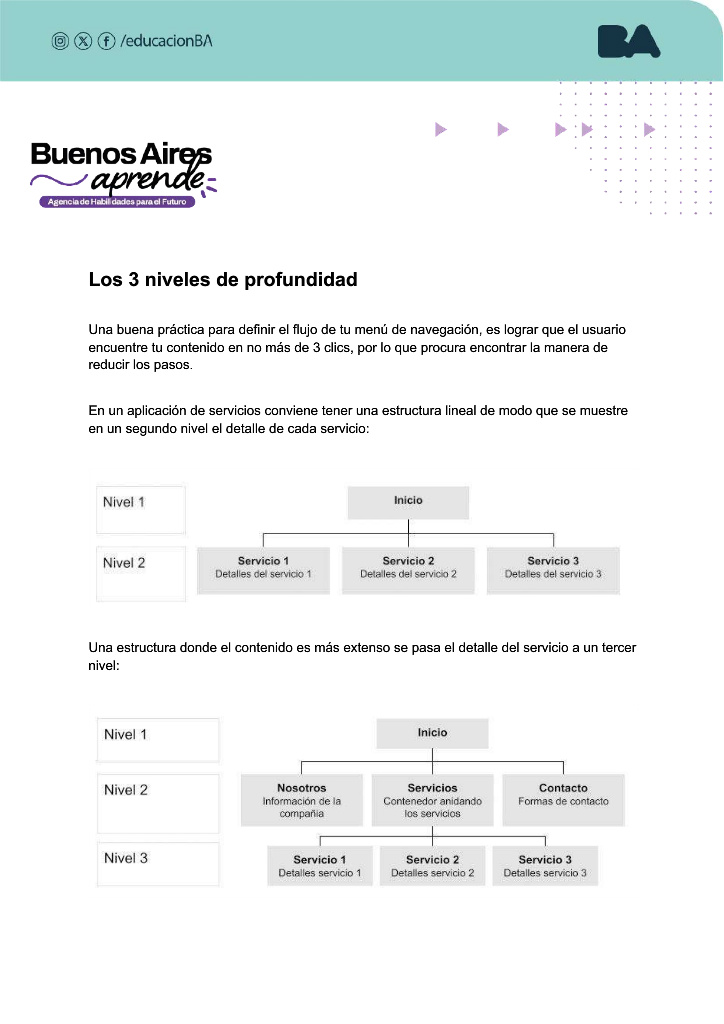 /educacionBA
BA
Buenos Aires
aprende
Agencia de Habilidades para el Futuro
Los 3 niveles de profundidad
Una buena práctica para definir el flujo de tu menú de navegación, es lograr que el usuario
encuentre tu contenido en no más de 3 clics, por lo que procura encontrar la manera de
reducir los pasos.
En un aplicación de servicios conviene tener una estructura lineal de modo que se muestre
en un segundo nivel el detalle de cada servicio:
Nivel 1
Inicio
Nivel 2
Servicio 1
Detalles del servicio 1
Servicio 2
Detalles del servicio 2
Servicio 3
Detalles del servicio 3
Una estructura donde el contenido es más extenso se pasa el detalle del servicio a un tercer
nivel:
Nivel 1
Inicio
Nivel 2
Nosotros
Información de la
compañia
Servicios
Contenedor anidando
los servicios
Contacto
Formas de contacto
Nivel 3
Servicio 1
Detalles servicio 1
Servicio 2
Detalles servicio 2
Servicio 3
Detalles servicio 3